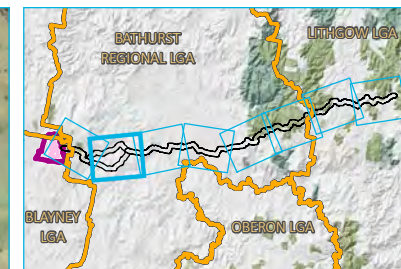 LITHGOW LGA
BATHURST
REGIONAL LGA
BLAYNEY
LGA
OBERON LGA